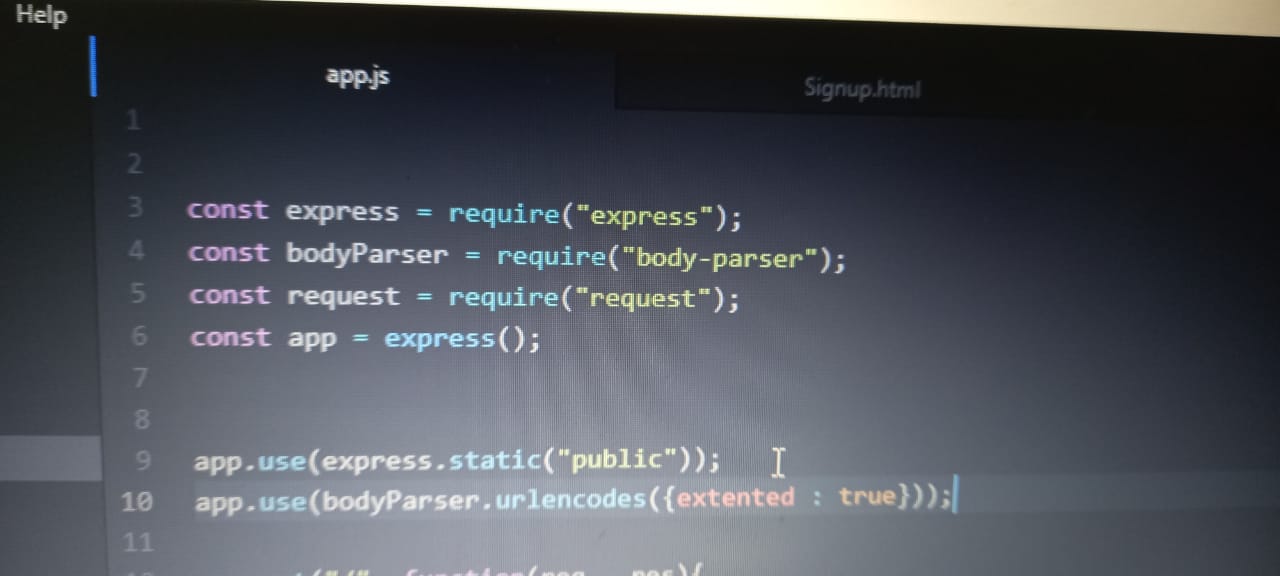 Help
app.js
Signup.html
1
2
3 const express = require("express");
4 const bodyParser = require("body-parser");
5 const request = require("request");
6 const app = express();
7
8
9 app.use(express.static("public"));
10 app.use(bodyParser.urlencodes({extented : true}));
11